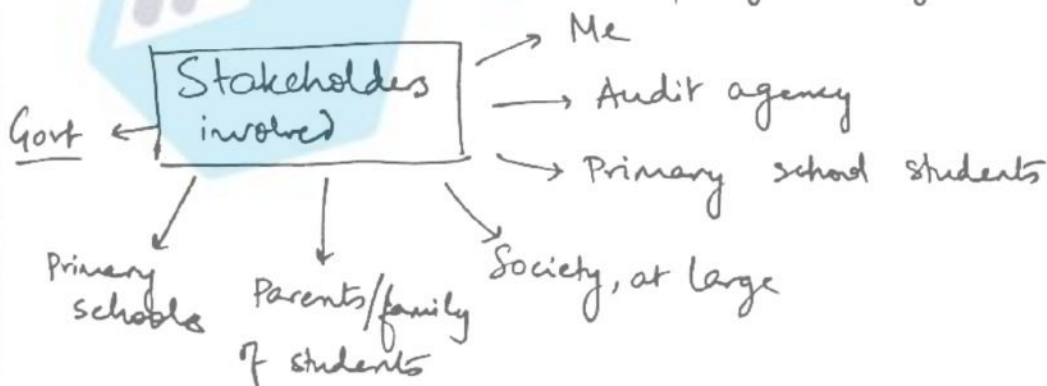 Me
Stakeholdes
involved
Audit agency
Govt
Primary school students
Primary
schools
Parents/family
of students
Society, at large